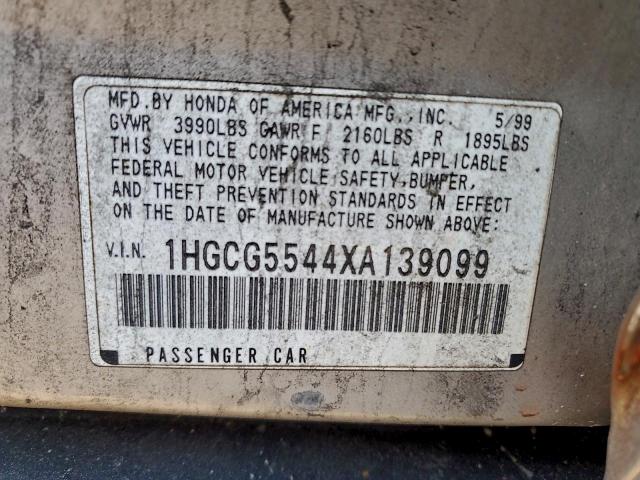 MFD. BY HONDA OF AMERICA MFG., INC. 5/99
GVWR 3990LBS GAWR F 2160LBS R 1895LBS
THIS VEHICLE CONFORMS TO ALL APPLICABLE
FEDERAL MOTOR VEHICLE SAFETY, BUMPER,
AND THEFT PREVENTION STANDARDS IN EFFECT
ON THE DATE OF MANUFACTURE SHOWN ABOVE:
V.I.N. 1HGCG5544XA139099
PASSENGER CAR